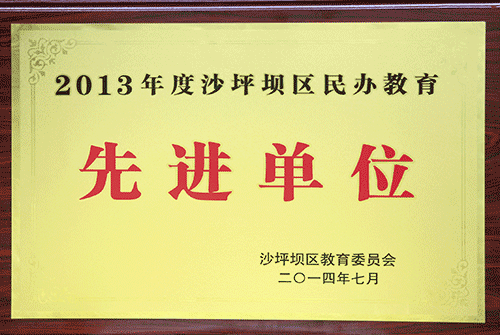 2013年度沙坪坝区民办教育
先进单位
沙坪坝区教育委员会
二〇一四年七月